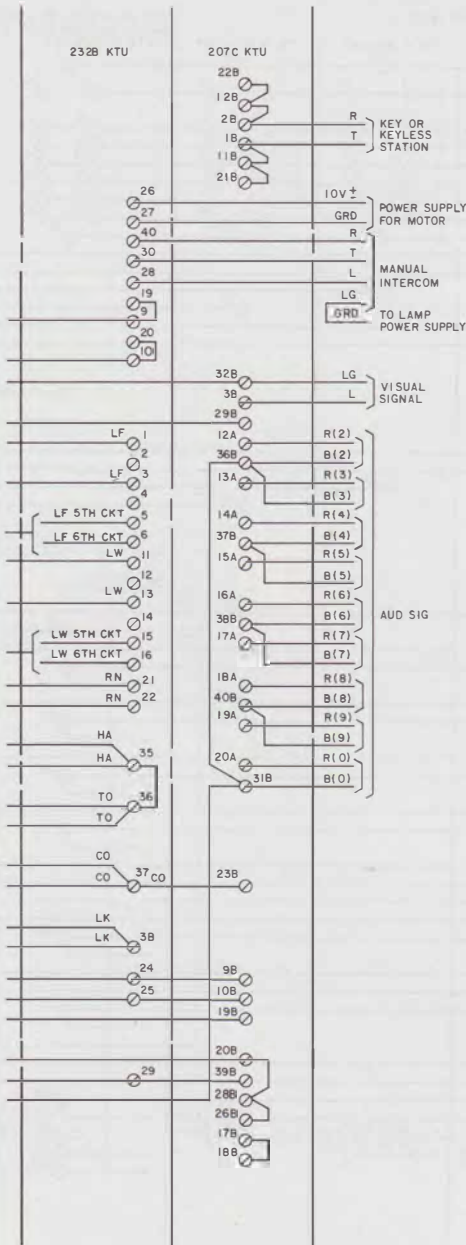 232B KTU 207C KTU
22B
12B
2B R KEY OR
1B T KEYLESS
11B STATION
21B
26 10V ± POWER SUPPLY
27 GRD FOR MOTOR
40 R
30 T MANUAL
28 L INTERCOM
19 LG
9 GRD TO LAMP
20 POWER SUPPLY
10
32B LG VISUAL
3B L SIGNAL
29B
LF 1 12A R(2)
2 36B B(2)
LF 3 13A R(3)
4 B(3)
LF 5TH CKT 5 14A R(4)
LF 6TH CKT 6 37B B(4)
LW 11 15A R(5)
12 B(5)
LW 13 16A R(6)
14 38B B(6) AUD SIG
LW 5TH CKT 15 17A R(7)
LW 6TH CKT 16 B(7)
RN 21 18A R(8)
RN 22 40B B(8)
19A R(9)
HA B(9)
HA 35 20A R(0)
TO 36 31B B(0)
TO
CO
CO 37 CO 23B
LK
LK 38
24 9B
25 10B
19B
20B
29 39B
28B
26B
17B
18B